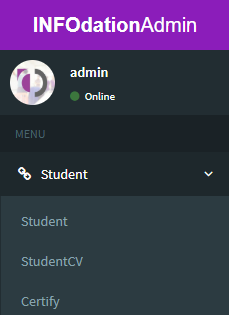 INFOdationAdmin
admin
Online
MENU
Student
Student
StudentCV
Certify